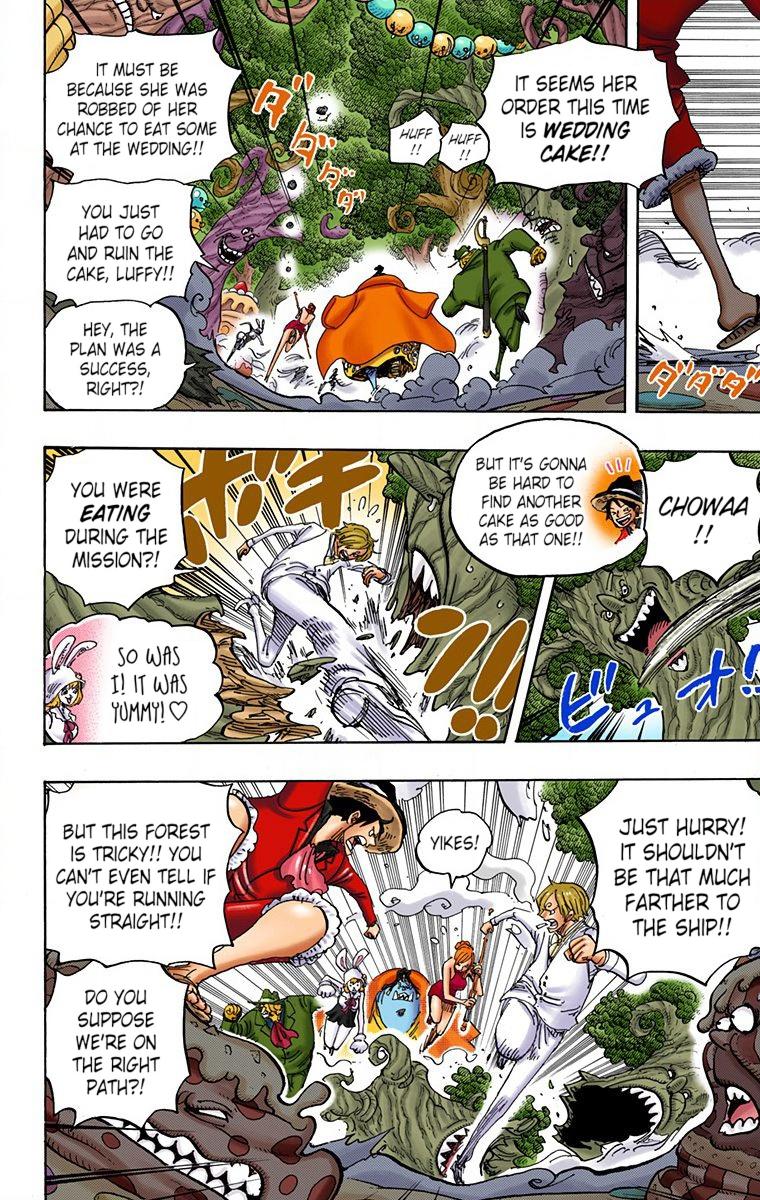 ダダダダ
IT SEEMS HER
ORDER THIS TIME
IS WEDDING
CAKE!!
HUFF
!!
HUFF
!!
ダダダダ
IT MUST BE
BECAUSE SHE WAS
ROBBED OF HER
CHANCE TO EAT SOME
AT THE WEDDING!!
YOU JUST
HAD TO GO
AND RUIN THE
CAKE, LUFFY!!
HEY, THE
PLAN WAS A
SUCCESS,
RIGHT?!
CHOWAA
!!
BUT IT'S GONNA
BE HARD TO
FIND ANOTHER
CAKE AS GOOD
AS THAT ONE!!
ビュオ!!
ボキ!!!
YOU WERE
EATING
DURING THE
MISSION?!
SO WAS
I! IT WAS
YUMMY!♡
JUST HURRY!
IT SHOULDN'T
BE THAT MUCH
FARTHER TO
THE SHIP!!
YIKES!
BUT THIS FOREST
IS TRICKY!! YOU
CAN'T EVEN TELL IF
YOU'RE RUNNING
STRAIGHT!!
DO YOU
SUPPOSE
WE'RE ON
THE RIGHT
PATH?!